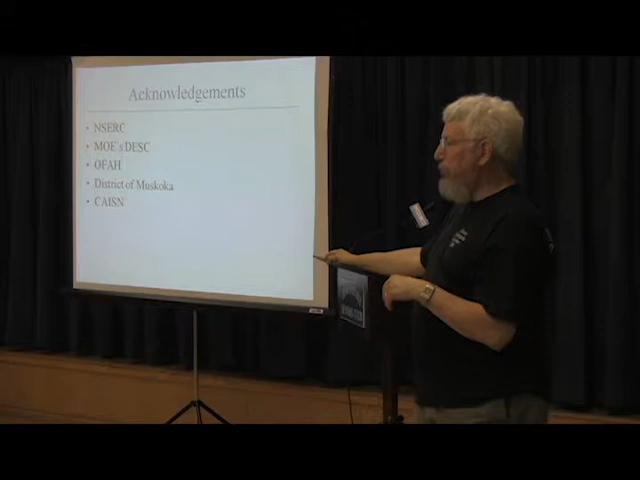 Acknowledgements
• NSERC
• MOE's DESC
• OFAH
• District of Muskoka
• CAISN